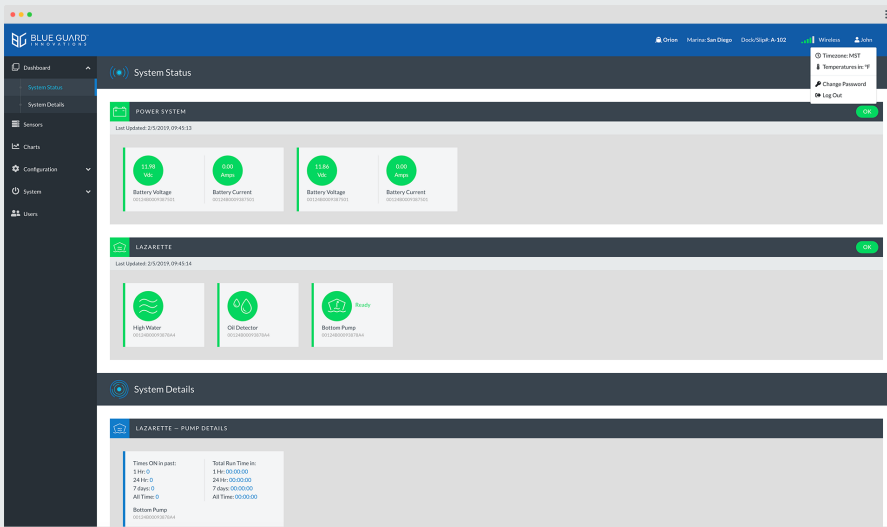 BLUE GUARD
INNOVATIONS
Orion Marina: San Diego Dock/Slip#: A-102 Wireless John
Timezone: MST
Temperatures in: °F
Change Password
Log Out
Dashboard
System Status
System Details
Sensors
Charts
Configuration
System
Users
System Status
POWER SYSTEM OK
Last Updated: 2/5/2019, 09:45:13
11.98 Vdc
Battery Voltage
0.00 Amps
Battery Current
11.86 Vdc
Battery Voltage
0.00 Amps
Battery Current
LAZARETTE OK
Last Updated: 2/5/2019, 09:45:14
High Water
Oil Detector
Ready
Bottom Pump
System Details
LAZARETTE — PUMP DETAILS
Times ON in past:
1 Hr: 0
24 Hr: 0
7 days: 0
All Time: 0
Total Run Time in:
1 Hr: 00:00:00
24 Hr: 00:00:00
7 days: 00:00:00
All Time: 00:00:00
Bottom Pump